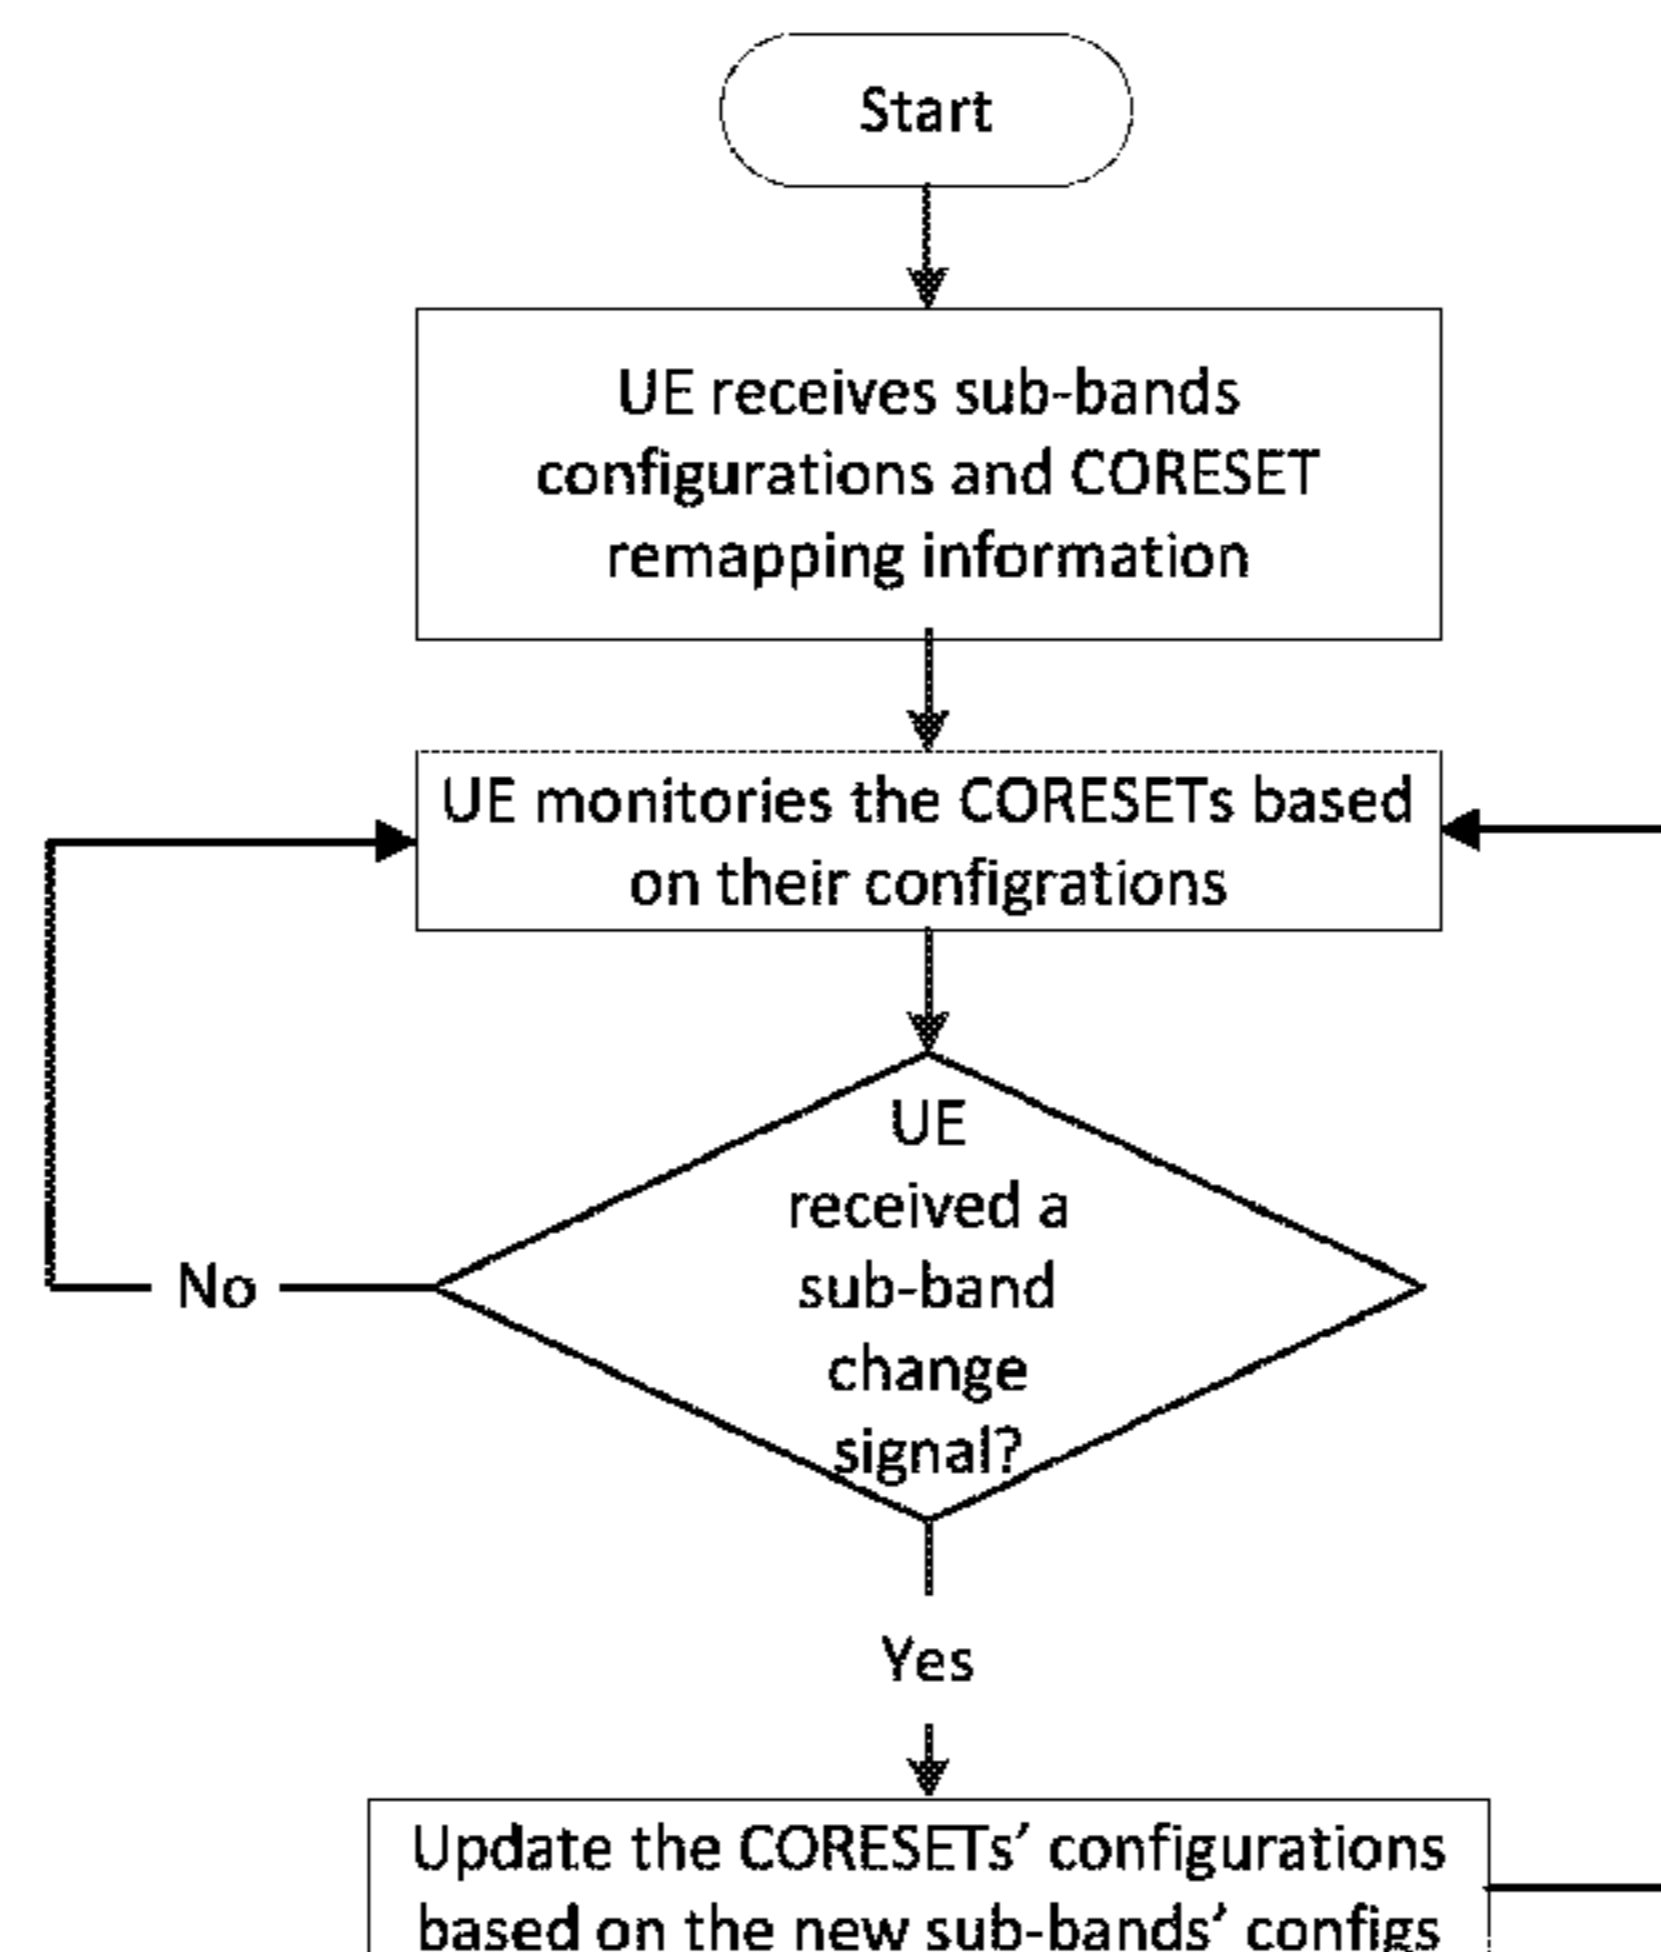 Start
UE receives sub-bands
configurations and CORESET
remapping information
UE monitories the CORESETs based
on their configrations
UE
received a
sub-band
change
signal?
No
Yes
Update the CORESETs’ configurations
based on the new sub-bands’ configs